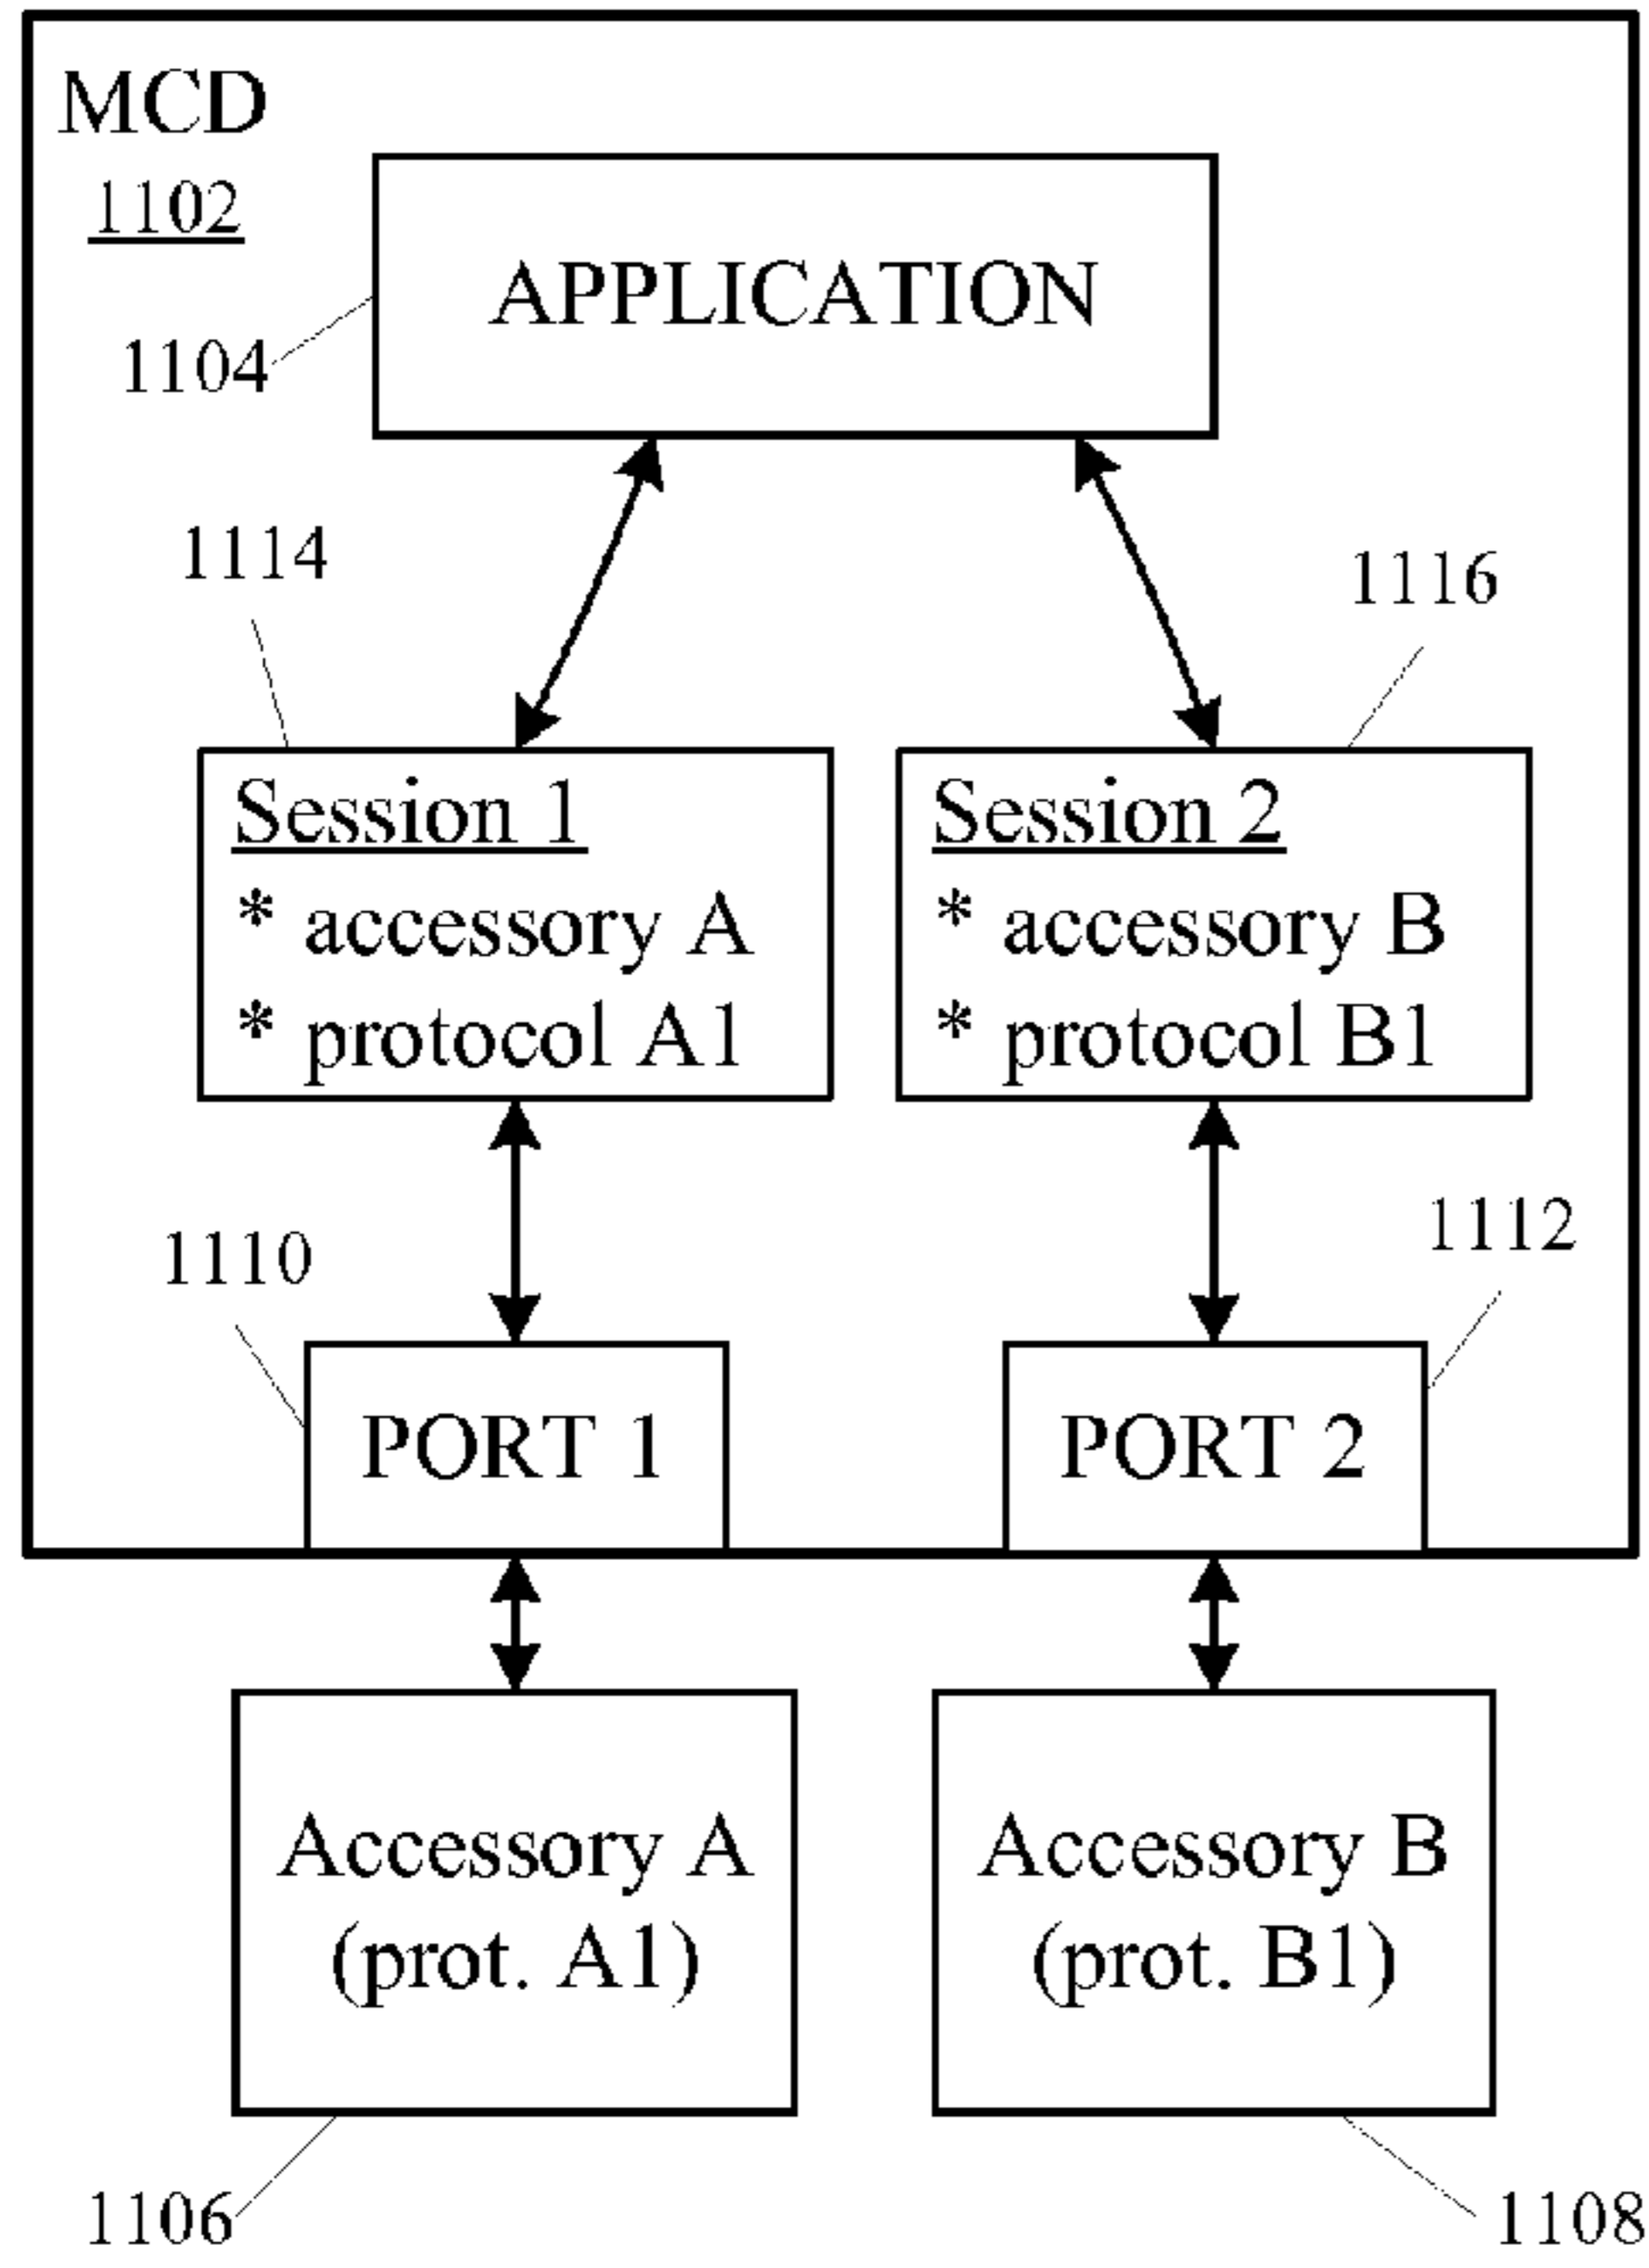 MCD
1102
APPLICATION
1104
1114
1116
Session 1
* accessory A
* protocol A1
Session 2
* accessory B
* protocol B1
1110
1112
PORT 1
PORT 2
Accessory A
(prot. A1)
Accessory B
(prot. B1)
1106
1108